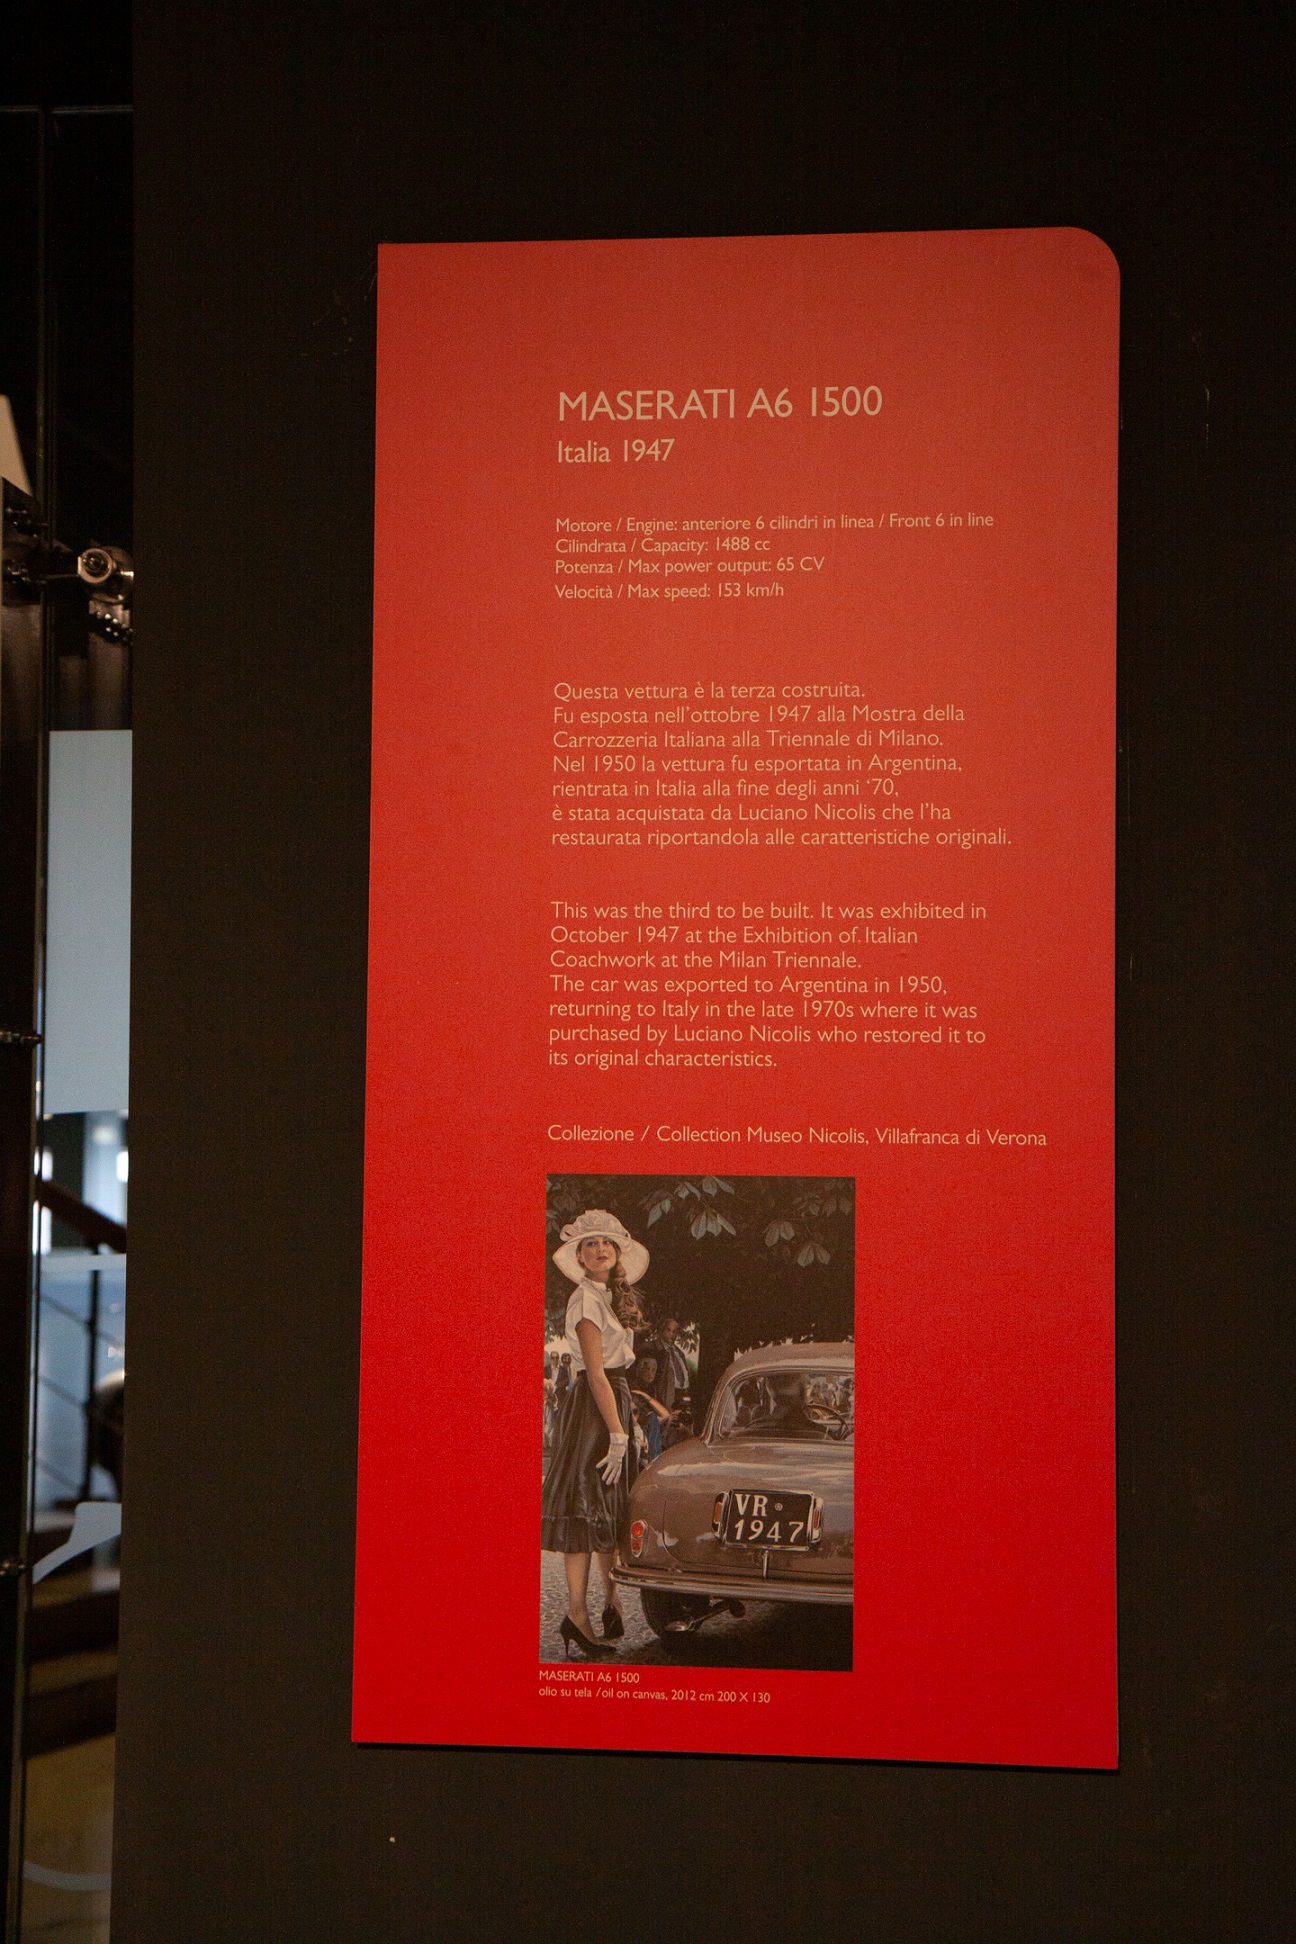 MASERATI A6 1500
Italia 1947
Motore / Engine: anteriore 6 cilindri in linea / Front 6 in line
Cilindrata / Capacity: 1488 cc
Potenza / Max power output: 65 CV
Velocità / Max speed: 153 km/h
Questa vettura è la terza costruita.
Fu esposta nell'ottobre 1947 alla Mostra della
Carrozzeria Italiana alla Triennale di Milano.
Nel 1950 la vettura fu esportata in Argentina,
rientrata in Italia alla fine degli anni ‘70,
è stata acquistata da Luciano Nicolis che l'ha
restaurata riportandola alle caratteristiche originali.
This was the third to be built. It was exhibited in
October 1947 at the Exhibition of. Italian
Coachwork at the Milan Triennale.
The car was exported to Argentina in 1950,
returning to Italy in the late 1970s where it was
purchased by Luciano Nicolis who restored it to
its original characteristics.
Collezione / Collection Museo Nicolis, Villafranca di Verona
VR
1947
MASERATI A6 1500
olio su tela /oil on canvas, 2012 cm 200 X 130